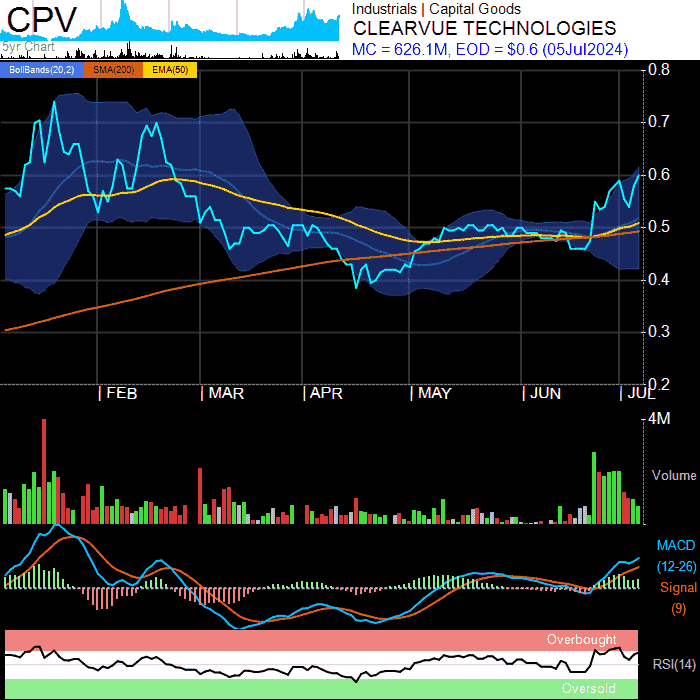 CPV
Industrials | Capital Goods
CLEARVUE TECHNOLOGIES
5yr Chart
MC = 626.1M, EOD = $0.6 (05Jul2024)
BollBands(20,2) SMA(200) EMA(50)
0.8
0.7
0.6
0.5
0.4
0.3
0.2
FEB MAR APR MAY JUN JUL
4M
Volume
MACD
(12-26)
Signal
(9)
Overbought
RSI(14)
Oversold